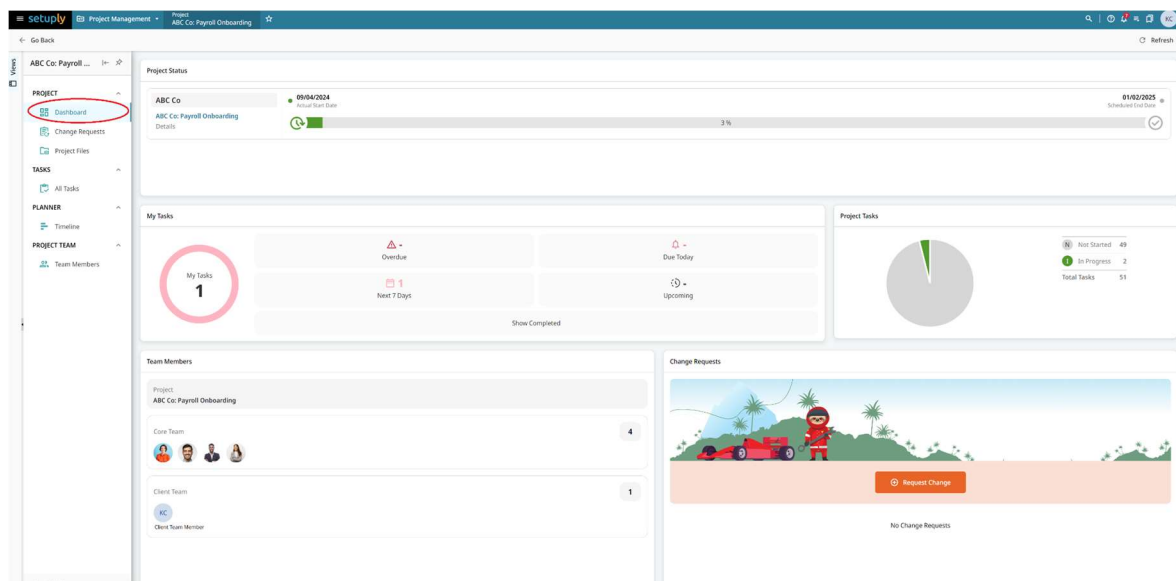 setuply
Project Management
Project
ABC Co: Payroll Onboarding
KC
Go Back
Refresh
Views
ABC Co: Payroll ...
PROJECT
Dashboard
Change Requests
Project Files
TASKS
All Tasks
PLANNER
Timeline
PROJECT TEAM
Team Members
Project Status
ABC Co
ABC Co: Payroll Onboarding
Details
09/04/2024
Actual Start Date
3 %
01/02/2025
Scheduled End Date
My Tasks
My Tasks
1
-
Overdue
-
Due Today
1
Next 7 Days
-
Upcoming
Show Completed
Project Tasks
N Not Started 49
I In Progress 2
Total Tasks 51
Team Members
Project
ABC Co: Payroll Onboarding
Core Team
4
Client Team
1
KC
Client Team Member
Change Requests
Request Change
No Change Requests